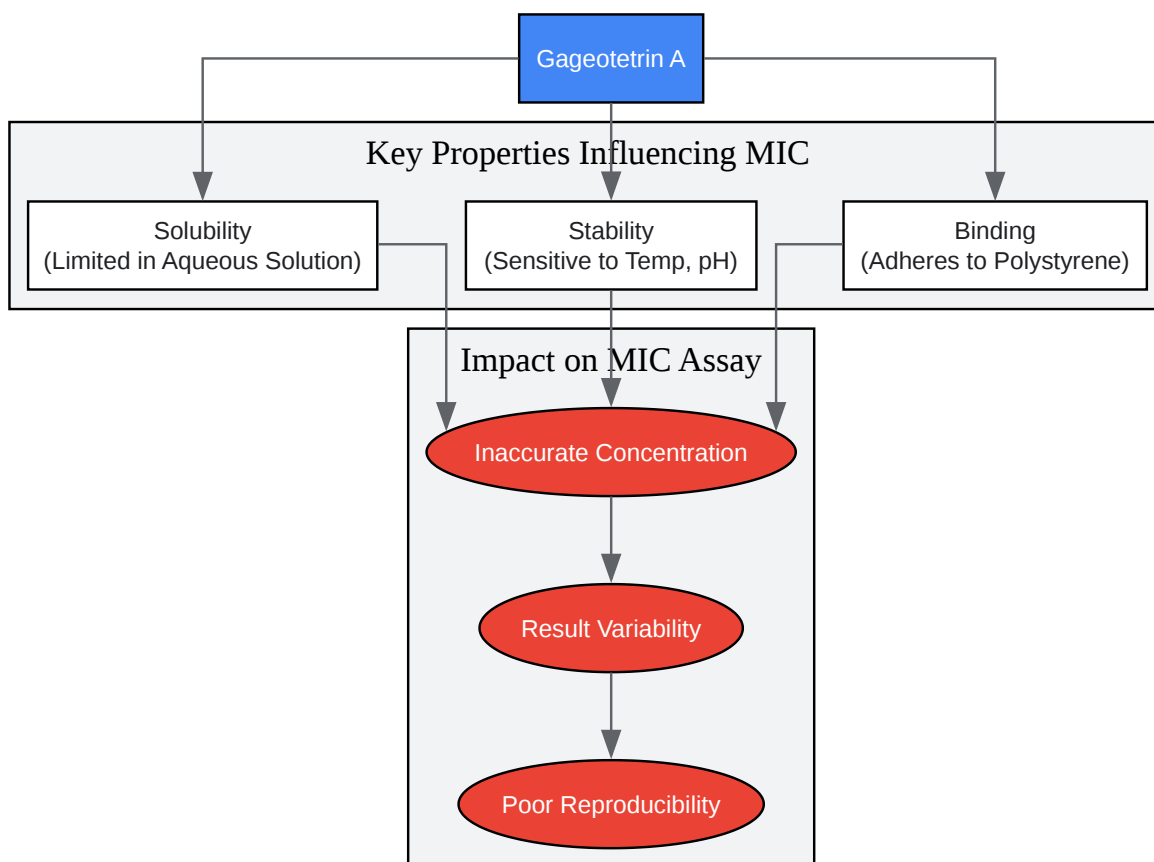 Gageotetrin A
Key Properties Influencing MIC
Solubility
(Limited in Aqueous Solution)
Stability
(Sensitive to Temp, pH)
Binding
(Adheres to Polystyrene)
Impact on MIC Assay
Inaccurate Concentration
Result Variability
Poor Reproducibility